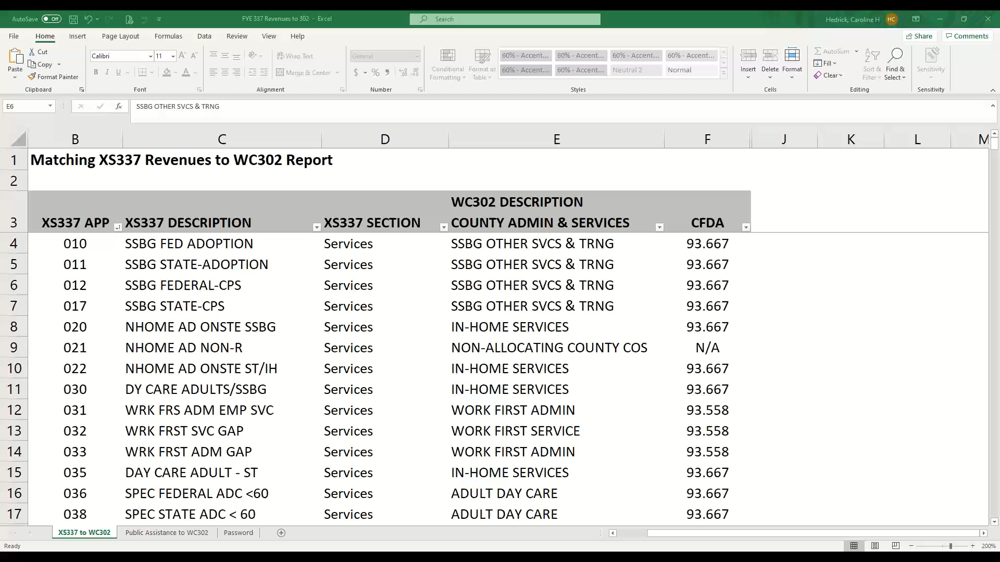 AutoSave Off FYE 337 Revenues to 302 - Excel Search Hedrick, Caroline H HC
File Home Insert Page Layout Formulas Data Review View Help Share Comments
Paste Cut Copy Format Painter
Clipboard
Calibri 11
B I U
Font
Wrap Text
Merge & Center
Alignment
General
$ % ,
Number
Conditional Formatting
Format as Table
60% - Accent... 60% - Accent... 60% - Accent... 60% - Accent...
60% - Accent... 60% - Accent... Neutral 2 Normal
Styles
Insert Delete Format
Cells
AutoSum
Fill
Clear
Sort & Filter
Find & Select
Editing
Sensitivity
Sensitivity
E6 fx SSBG OTHER SVCS & TRNG
B C D E F J K L M
1 Matching XS337 Revenues to WC302 Report
2
WC302 DESCRIPTION
3 XS337 APP XS337 DESCRIPTION XS337 SECTION COUNTY ADMIN & SERVICES CFDA
4 010 SSBG FED ADOPTION Services SSBG OTHER SVCS & TRNG 93.667
5 011 SSBG STATE-ADOPTION Services SSBG OTHER SVCS & TRNG 93.667
6 012 SSBG FEDERAL-CPS Services SSBG OTHER SVCS & TRNG 93.667
7 017 SSBG STATE-CPS Services SSBG OTHER SVCS & TRNG 93.667
8 020 NHOME AD ONSTE SSBG Services IN-HOME SERVICES 93.667
9 021 NHOME AD NON-R Services NON-ALLOCATING COUNTY COS N/A
10 022 NHOME AD ONSTE ST/IH Services IN-HOME SERVICES 93.667
11 030 DY CARE ADULTS/SSBG Services IN-HOME SERVICES 93.667
12 031 WRK FRS ADM EMP SVC Services WORK FIRST ADMIN 93.558
13 032 WRK FRST SVC GAP Services WORK FIRST SERVICE 93.558
14 033 WRK FRST ADM GAP Services WORK FIRST ADMIN 93.558
15 035 DAY CARE ADULT - ST Services IN-HOME SERVICES 93.667
16 036 SPEC FEDERAL ADC <60 Services ADULT DAY CARE 93.667
17 038 SPEC STATE ADC < 60 Services ADULT DAY CARE 93.667
XS337 to WC302 Public Assistance to WC302 Password
Ready 200%